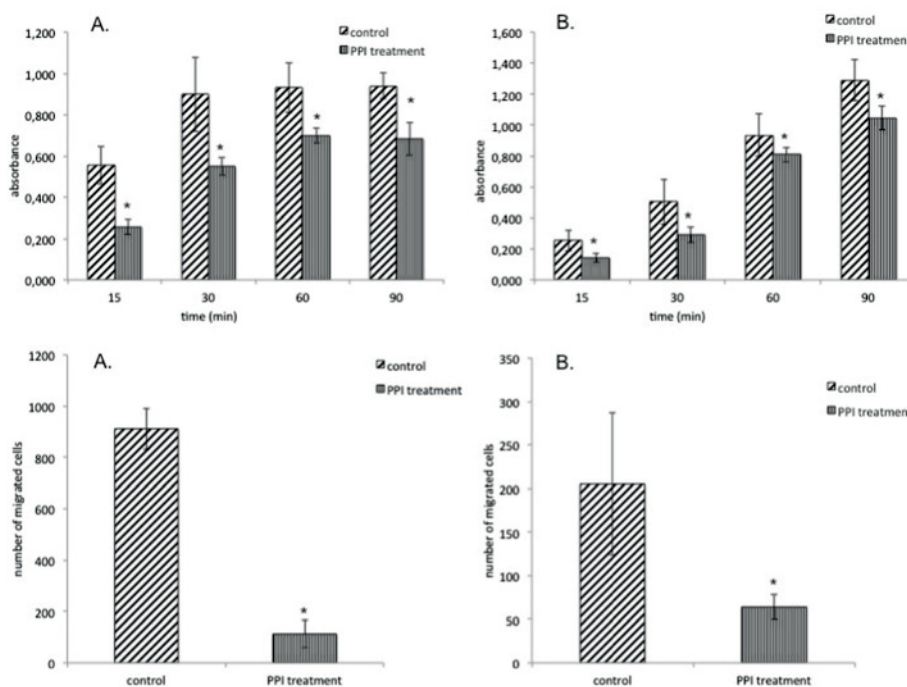 A.
control
PPI treatment
1,200
1,000
0,800
0,600
0,400
0,200
0,000
absorbance
*
*
*
*
15 30 60 90
time (min)
B.
control
PPI treatmen
1,600
1,400
1,200
1,000
0,800
0,600
0,400
0,200
0,000
absorbance
*
*
*
*
15 30 60 90
time (min)
A.
control
PPI treatment
1200
1000
800
600
400
200
0
number of migrated cells
*
control PPI treatment
B.
control
PPI treatmen
350
300
250
200
150
100
50
0
number of migrated cells
*
control PPI treatment